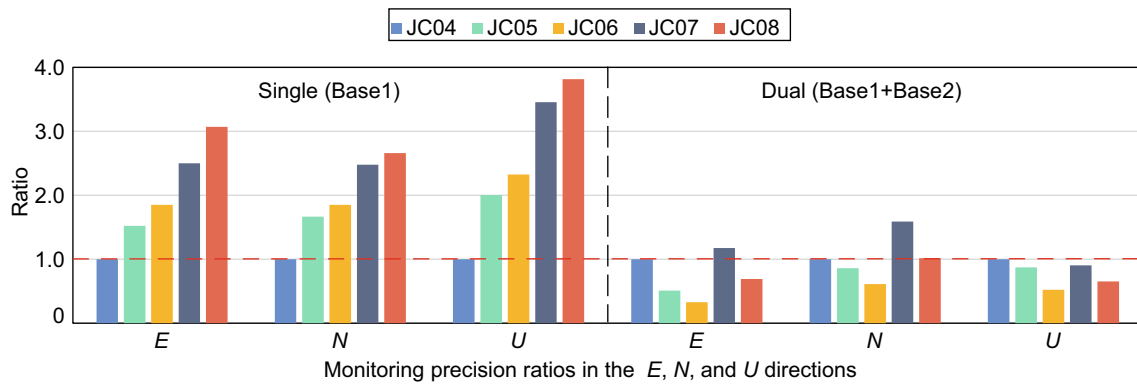 JC04 JC05 JC06 JC07 JC08
4.0
Single (Base1) Dual (Base1+Base2)
3.0
Ratio
2.0
1.0
0
E N U E N U
Monitoring precision ratios in the E, N, and U directions